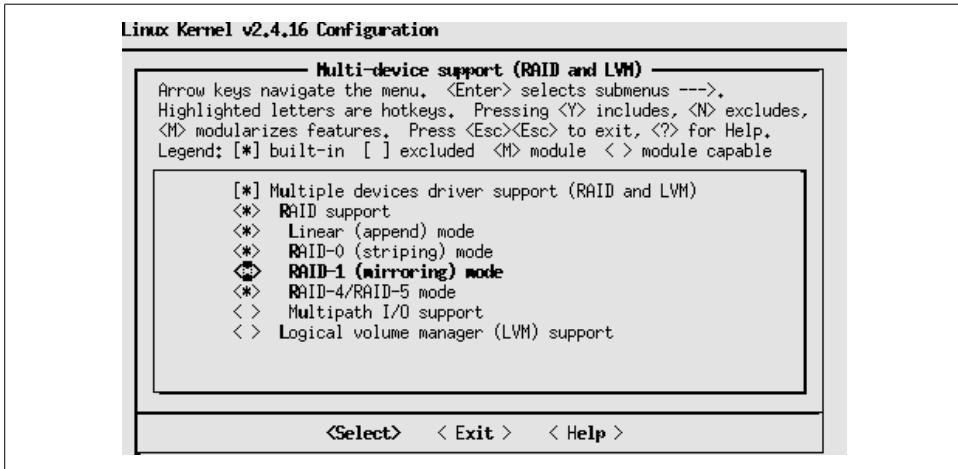 Linux Kernel v2.4.16 Configuration
Multi-device support (RAID and LVM)
Arrow keys navigate the menu. <Enter> selects submenus --->.
Highlighted letters are hotkeys. Pressing <Y> includes, <N> excludes,
<M> modularizes features. Press <Esc><Esc> to exit, <?> for Help.
Legend: [*] built-in [ ] excluded <M> module < > module capable
[*] Multiple devices driver support (RAID and LVM)
<*> RAID support
<*> Linear (append) mode
<*> RAID-0 (striping) mode
<*> RAID-1 (mirroring) mode
<*> RAID-4/RAID-5 mode
< > Multipath I/O support
< > Logical volume manager (LVM) support
<Select> < Exit > < Help >